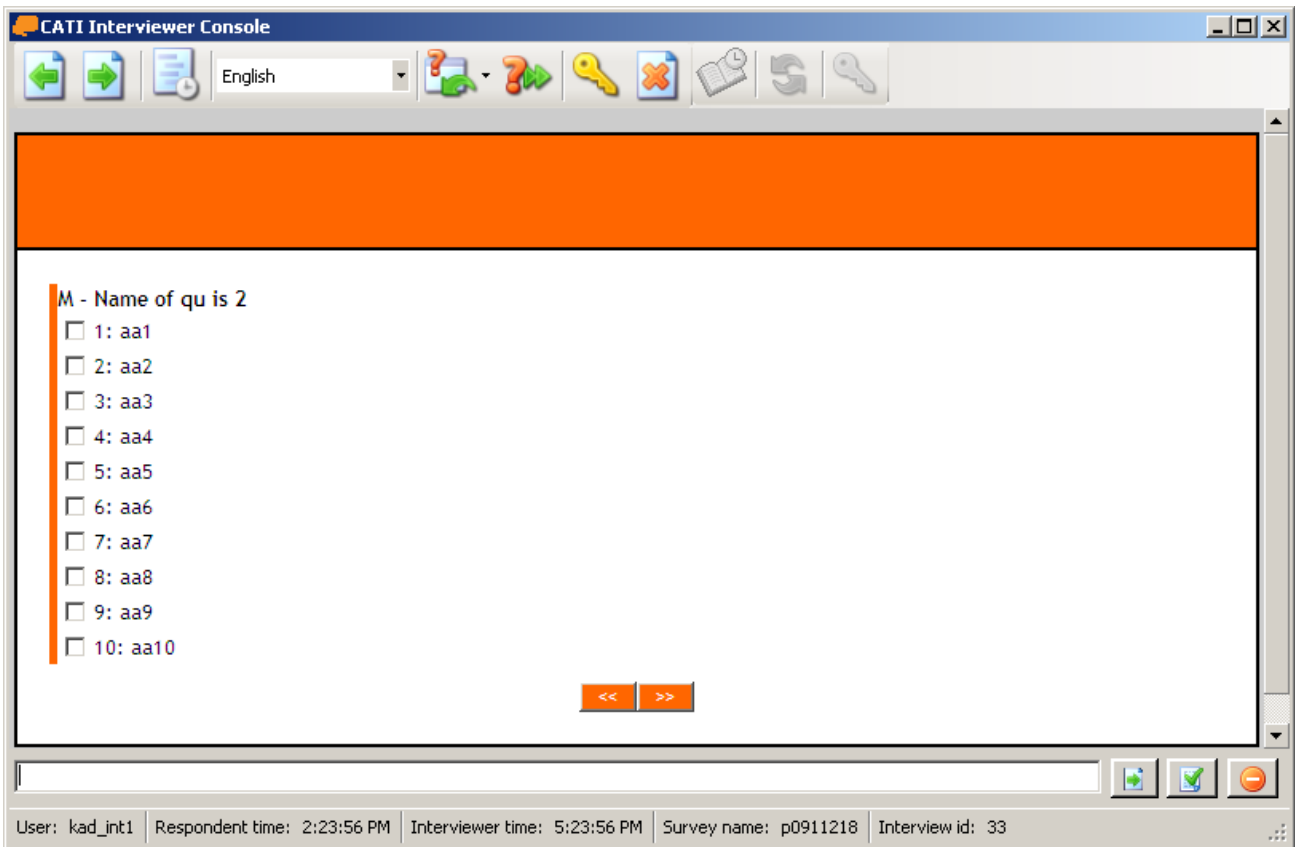 CATI Interviewer Console
English
M - Name of qu is 2
1: aa1
2: aa2
3: aa3
4: aa4
5: aa5
6: aa6
7: aa7
8: aa8
9: aa9
10: aa10
<< >>
User: kad_int1 Respondent time: 2:23:56 PM Interviewer time: 5:23:56 PM Survey name: p0911218 Interview id: 33